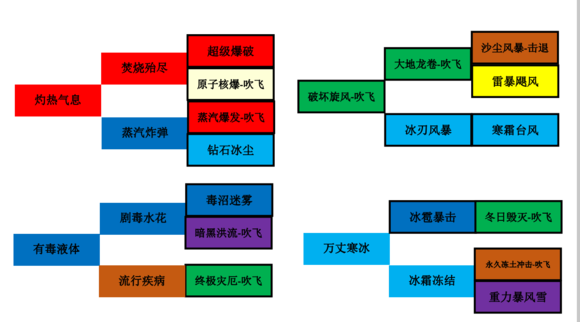 灼热气息
焚烧殆尽
蒸汽炸弹
超级爆破
原子核爆-吹飞
蒸汽爆发-吹飞
钻石冰尘
破坏旋风-吹飞
大地龙卷-吹飞
冰刃风暴
沙尘风暴-击退
雷暴飓风
寒霜台风
有毒液体
剧毒水花
流行疾病
毒沼迷雾
暗黑洪流-吹飞
终极灾厄-吹飞
万丈寒冰
冰雹暴击
冰霜冻结
冬日毁灭-吹飞
永久冻土冲击-吹飞
重力暴风雪